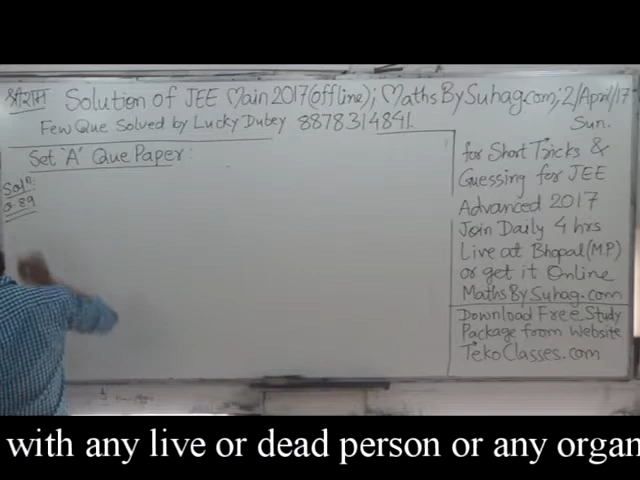 श्रीराम Solution of JEE Main 2017(offline); MathsBySuhag.com; 2/April/17
Sun.
Few Que Solved by Lucky Dubey 8878314841.
Set 'A' Que Paper:
Solⁿ:
Q.89
for Short Tricks &
Guessing for JEE
Advanced 2017
Join Daily 4 hrs
Live at Bhopal(M.P)
or get it Online
MathsBySuhag.com
Download Free Study
Package from Website
TekoClasses.com
with any live or dead person or any organ